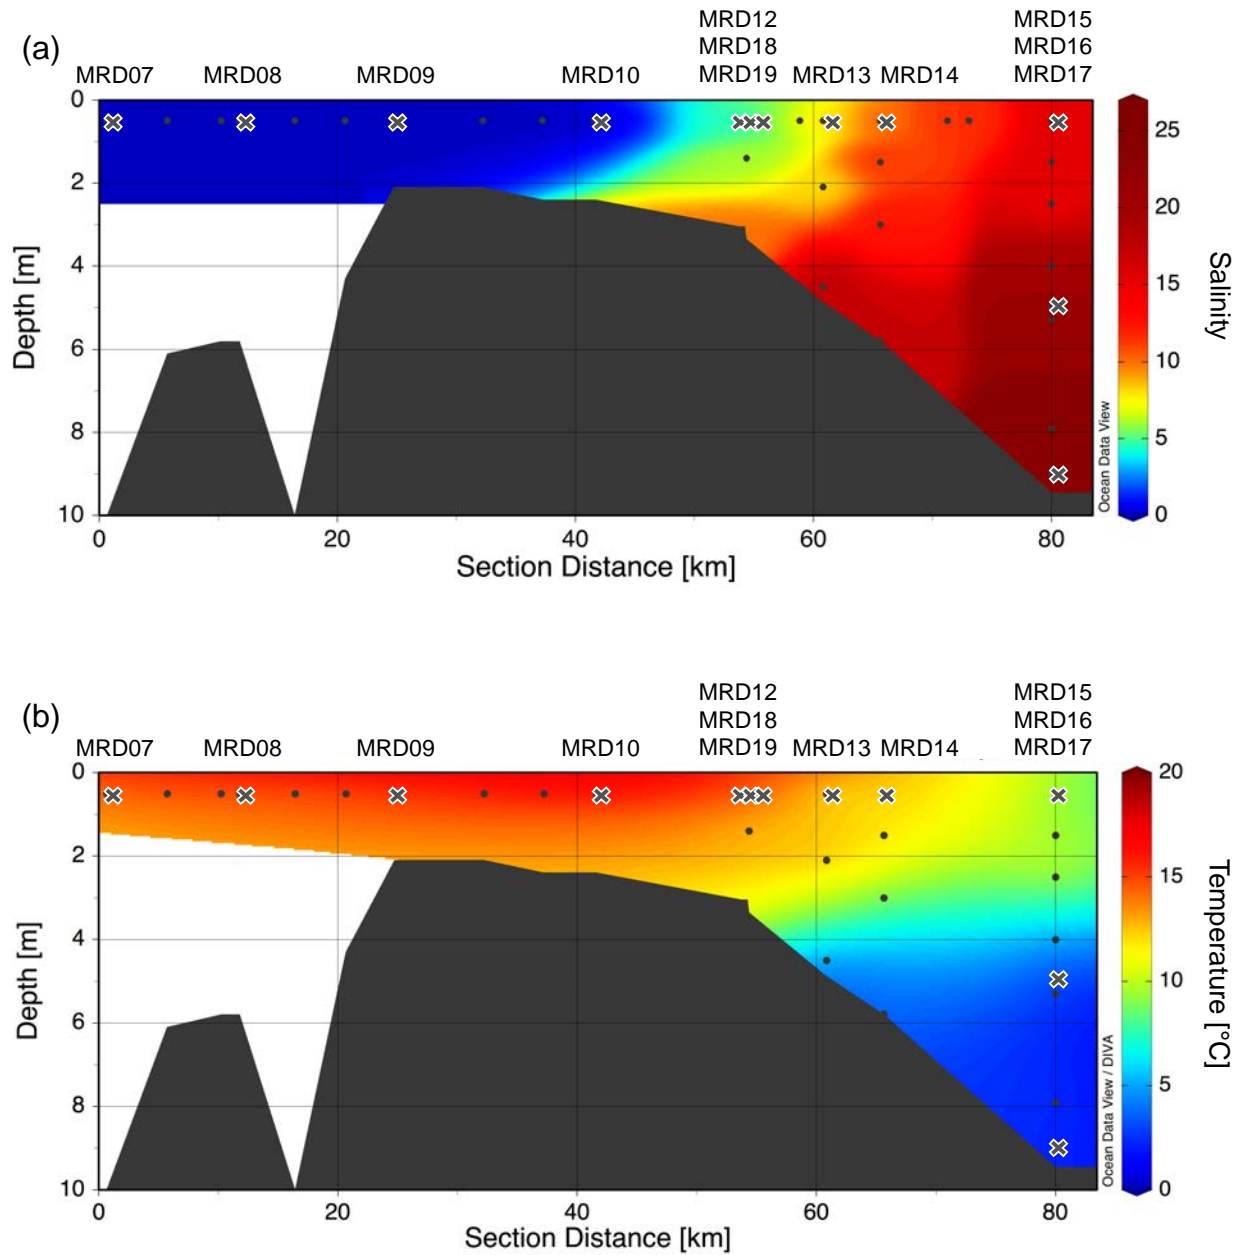 (a)
MRD07
MRD08
MRD09
MRD10
MRD12
MRD18
MRD19
MRD13
MRD14
MRD15
MRD16
MRD17
0
2
4
6
8
10
Depth [m]
0
20
40
60
80
Section Distance [km]
Ocean Data View
25
20
15
10
5
0
Salinity
(b)
MRD07
MRD08
MRD09
MRD10
MRD12
MRD18
MRD19
MRD13
MRD14
MRD15
MRD16
MRD17
0
2
4
6
8
10
Depth [m]
0
20
40
60
80
Section Distance [km]
Ocean Data View / DIVA
20
15
10
5
0
Temperature [°C]